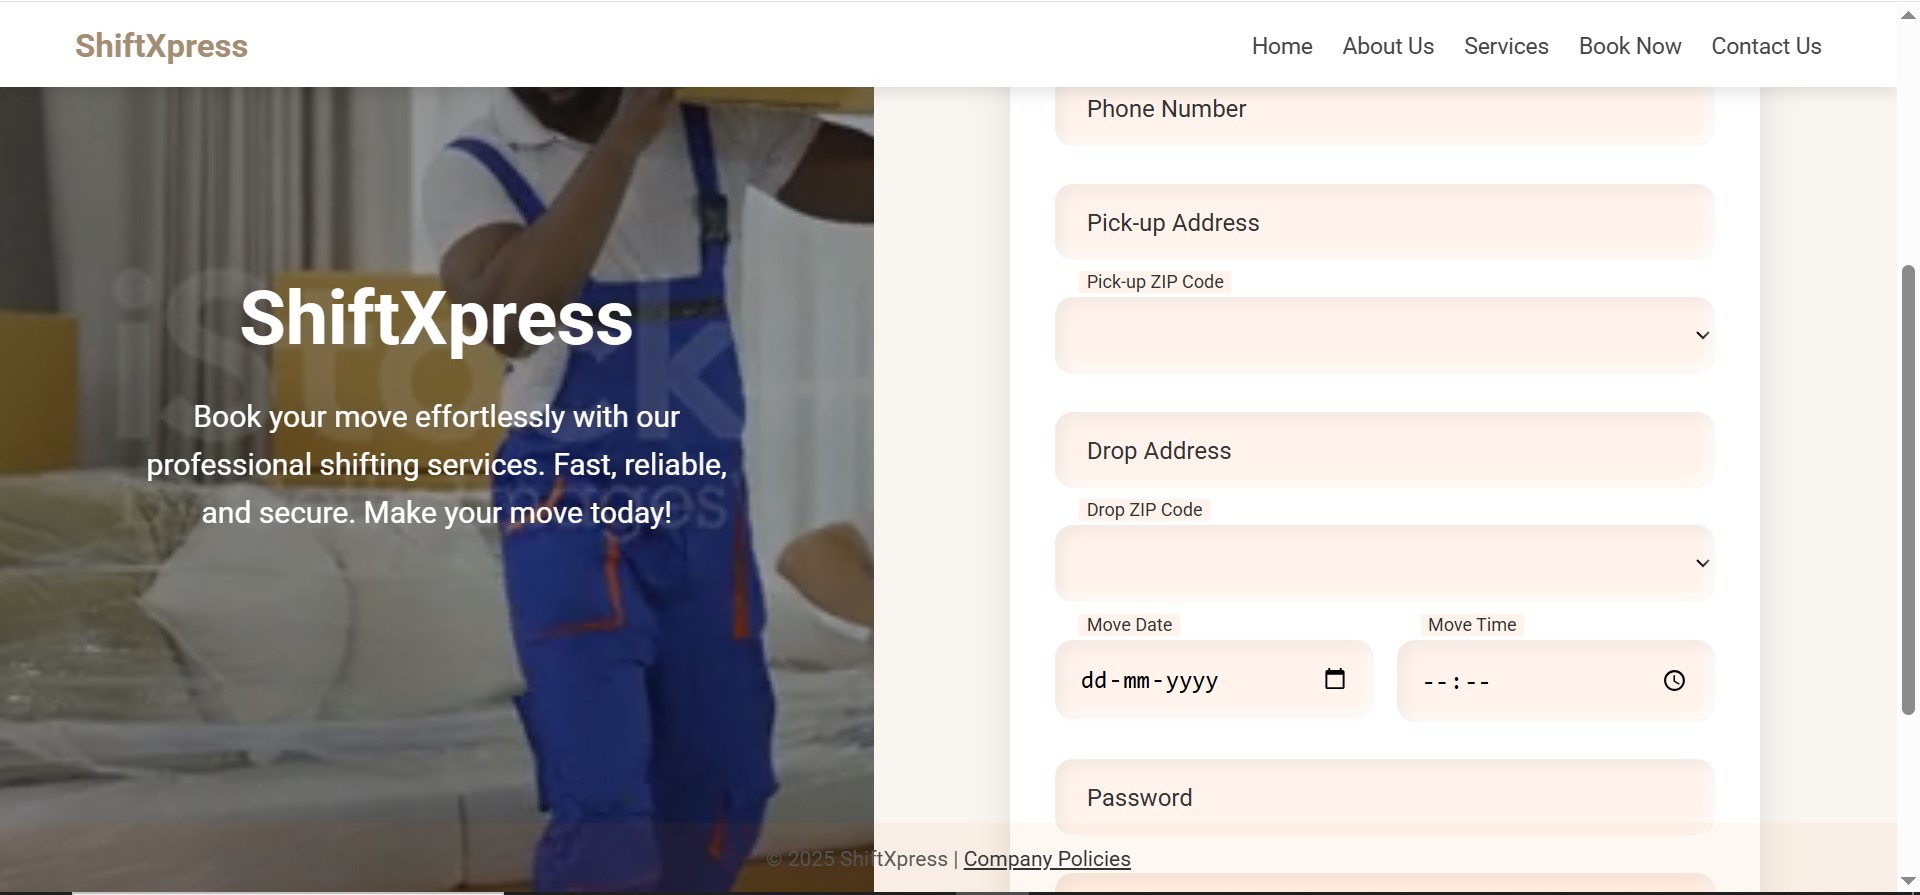 ShiftXpress
Home About Us Services Book Now Contact Us
ShiftXpress
Book your move effortlessly with our
professional shifting services. Fast, reliable,
and secure. Make your move today!
iStock
Phone Number
Pick-up Address
Pick-up ZIP Code
Drop Address
Drop ZIP Code
Move Date Move Time
dd-mm-yyyy --:--
Password
© 2025 ShiftXpress | Company Policies